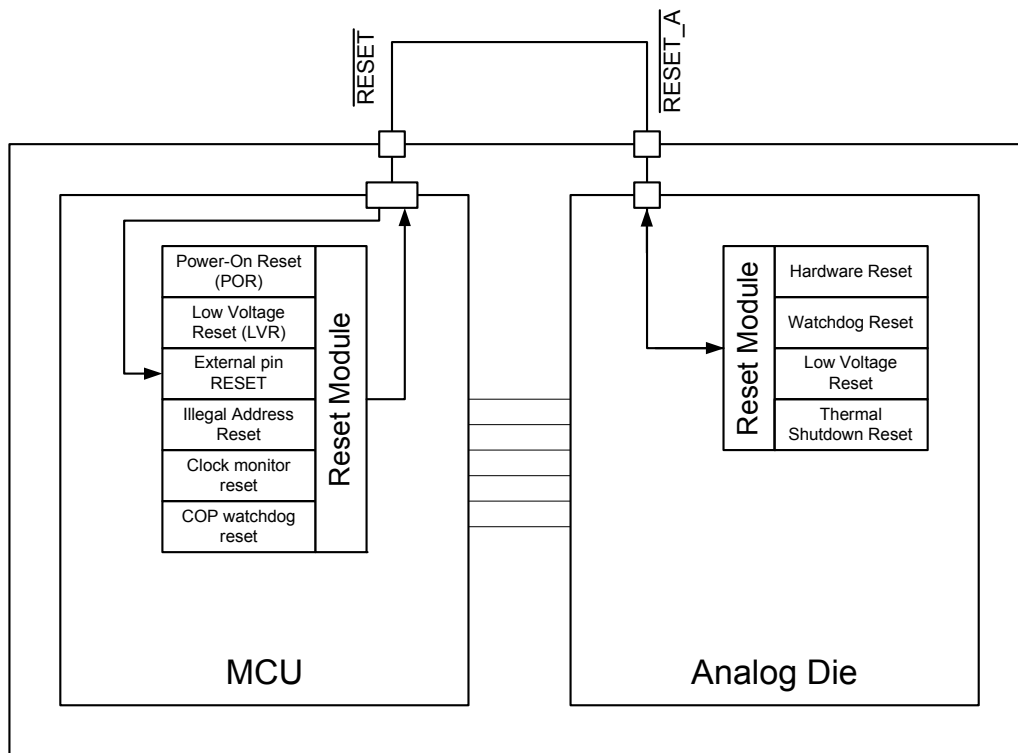 RESET
RESET_A
Power-On Reset
(POR)
Low Voltage
Reset (LVR)
External pin
RESET
Illegal Address
Reset
Clock monitor
reset
COP watchdog
reset
Reset Module
MCU
Reset Module
Hardware Reset
Watchdog Reset
Low Voltage
Reset
Thermal
Shutdown Reset
Analog Die